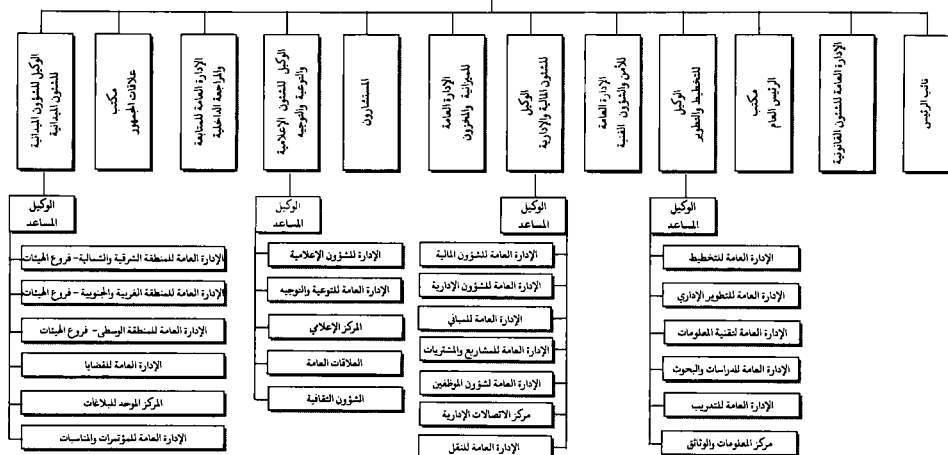 نائب الرئيس
الإدارة العامة للشئون القانونية
مكتب
الرئيس العام
الوكيل
للتخطيط والتطوير
الإدارة العامة
للأمن والشؤون الفنية
الوكيل
للشئون المالية والإدارية
الإدارة العامة
للميزانية والمخزون
المستشارون
الوكيل للشئون الإعلامية
والتوعية والتوجيه
الإدارة العامة للمتابعة
والمراجعة الداخلية
مكتب
علاقات الجمهور
الوكيل للشؤون الميدانية
للشئون الميدانية
الوكيل
المساعد
الإدارة العامة للتخطيط
الإدارة العامة للتطوير الإداري
الإدارة العامة لتقنية المعلومات
الإدارة العامة للدراسات والبحوث
الإدارة العامة للتدريب
مركز المعلومات والوثائق
الوكيل
المساعد
الإدارة العامة للشؤون المالية
الإدارة العامة للشؤون الإدارية
الإدارة العامة للمباني
الإدارة العامة للمشاريع والمشتريات
الإدارة العامة لشؤون الموظفين
مركز الاتصالات الإدارية
الإدارة العامة للنقل
الوكيل
المساعد
الإدارة للشؤون الإعلامية
الإدارة العامة للتوعية والتوجيه
المركز الإعلامي
العلاقات العامة
الشؤون الثقافية
الوكيل
المساعد
الإدارة العامة للمنطقة الشرقية والشمالية- فروع الهيئات
الإدارة العامة للمنطقة الغربية والجنوبية - فروع الهيئات
الإدارة العامة للمنطقة الوسطى- فروع الهيئات
الإدارة العامة للقضايا
المركز الموحد للبلاغات
الإدارة العامة للمؤتمرات والمناسبات